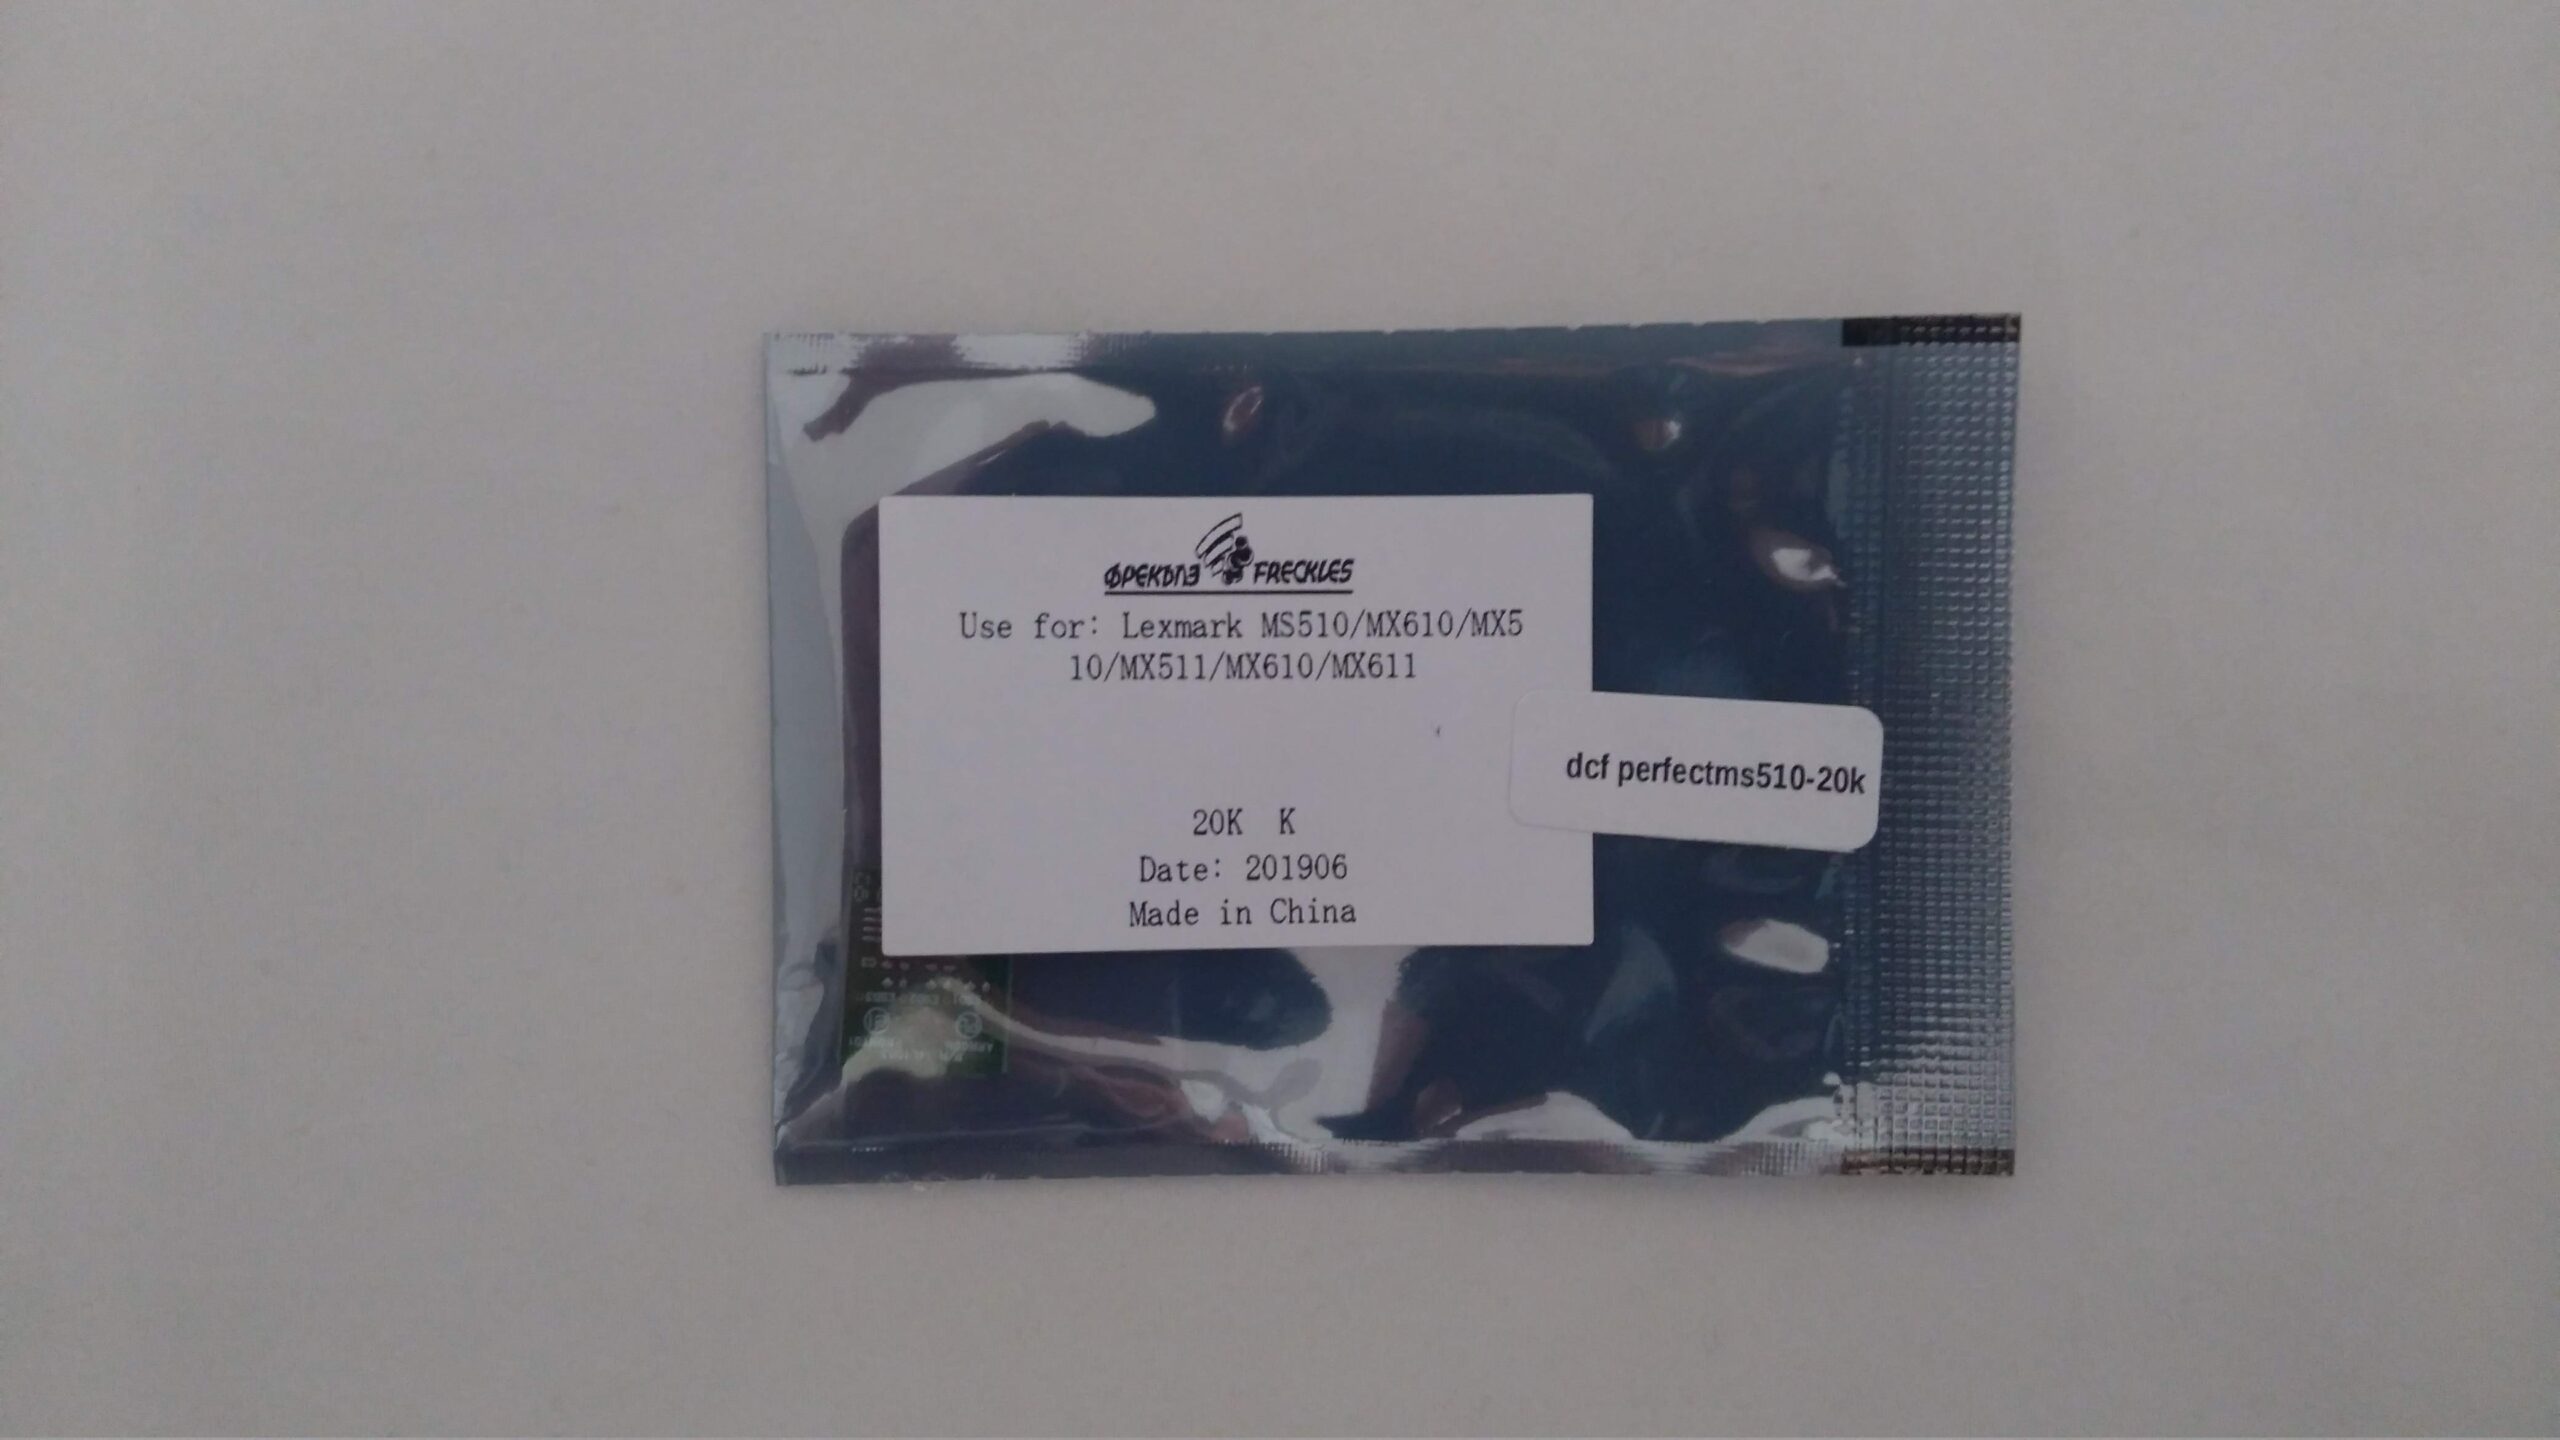 ФРЕКЪЛЗ FRECKLES
Use for: Lexmark MS510/MX610/MX5
10/MX511/MX610/MX611
dcf perfectms510-20k
20K K
Date: 201906
Made in China